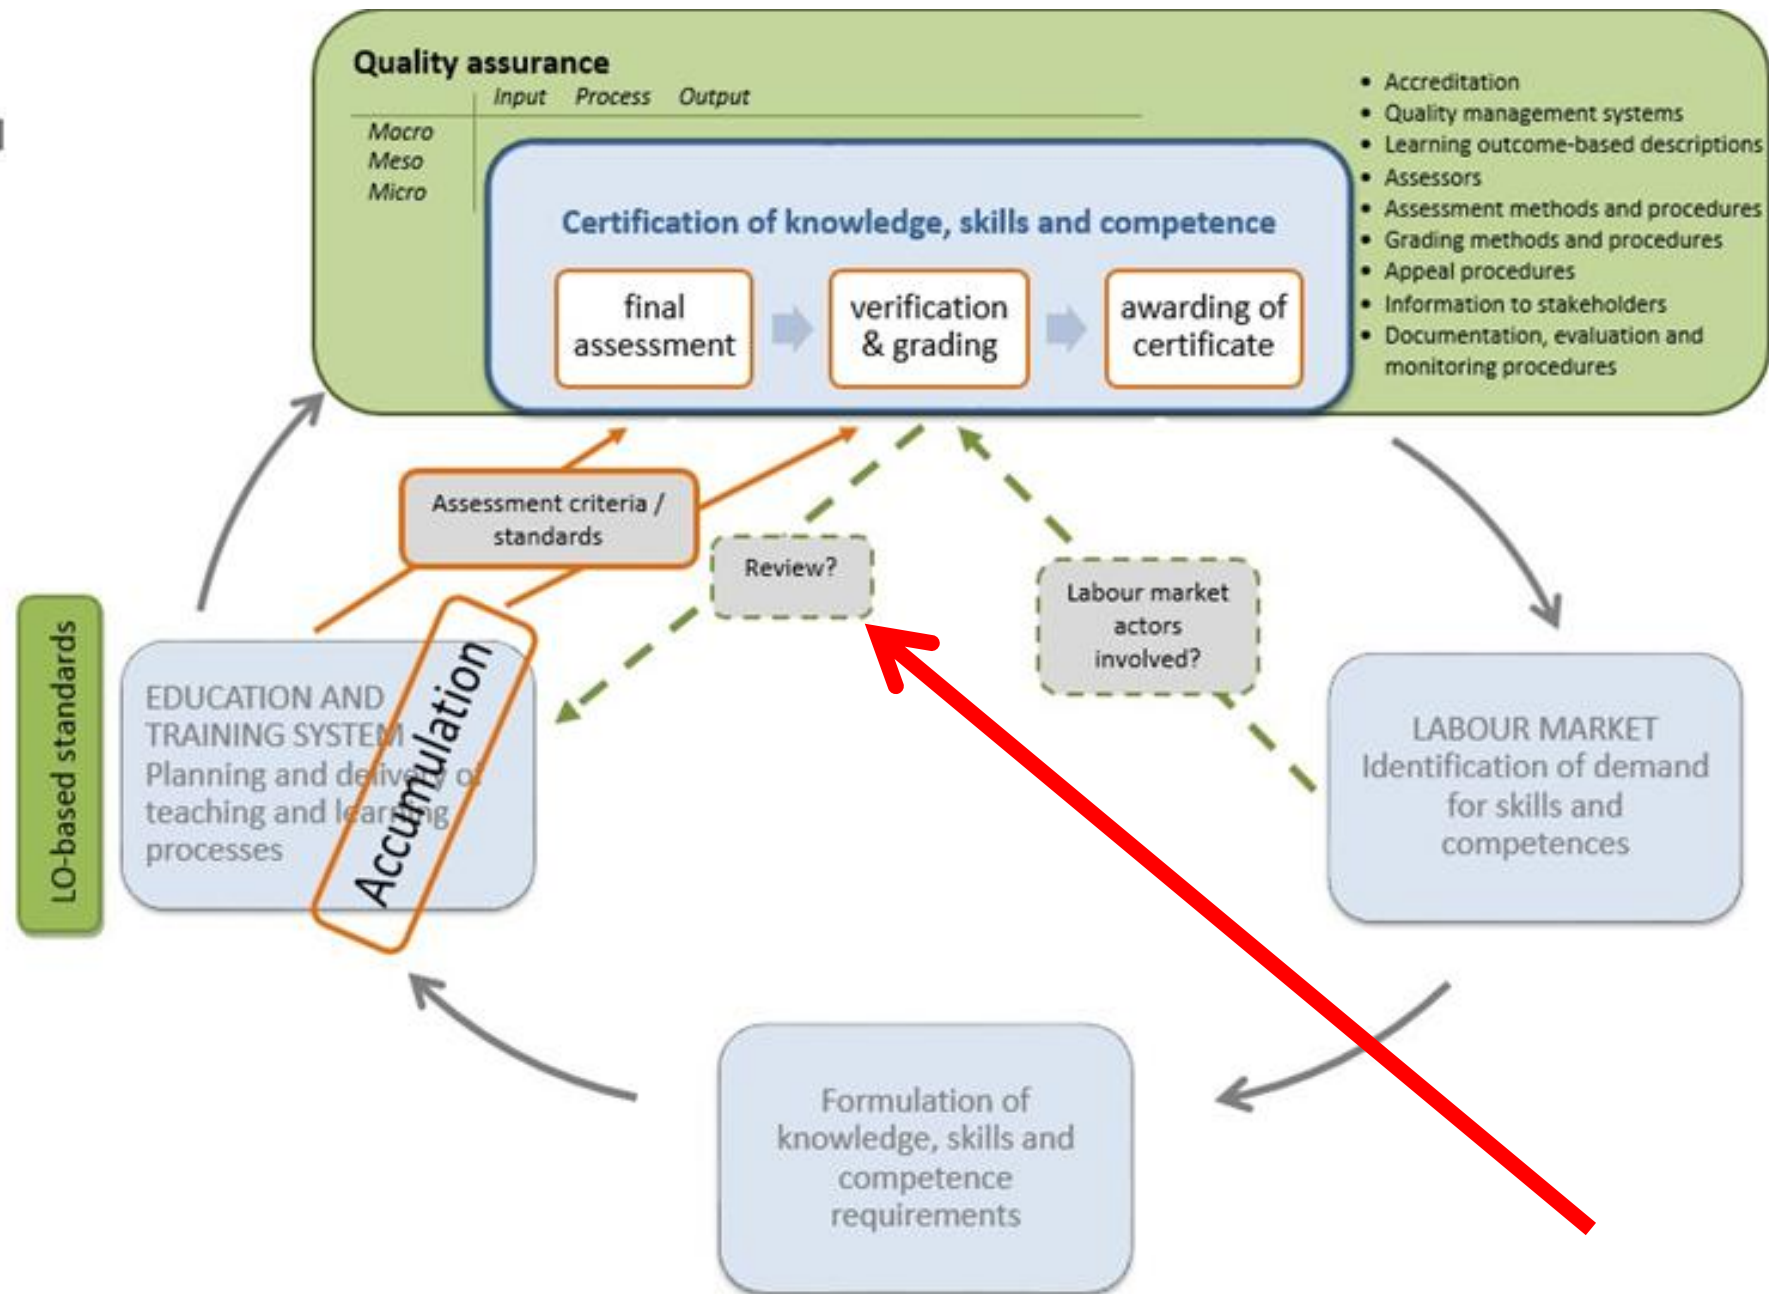 Quality assurance
Input Process Output
Macro
Meso
Micro
Certification of knowledge, skills and competence
final
assessment
verification
& grading
awarding of
certificate
• Accreditation
• Quality management systems
• Learning outcome-based descriptions
• Assessors
• Assessment methods and procedures
• Grading methods and procedures
• Appeal procedures
• Information to stakeholders
• Documentation, evaluation and
monitoring procedures
Assessment criteria /
standards
Review?
Labour market
actors
involved?
LO-based standards
EDUCATION AND
TRAINING SYSTEM
Planning and delivery of
teaching and learning
processes
Accumulation
LABOUR MARKET
Identification of demand
for skills and
competences
Formulation of
knowledge, skills and
competence
requirements